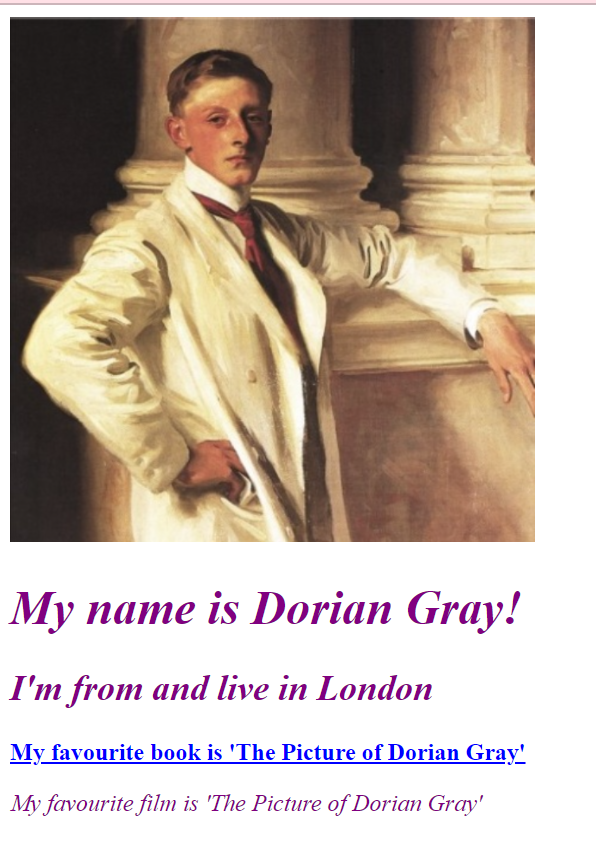 My name is Dorian Gray!
I'm from and live in London
My favourite book is 'The Picture of Dorian Gray'
My favourite film is 'The Picture of Dorian Gray'